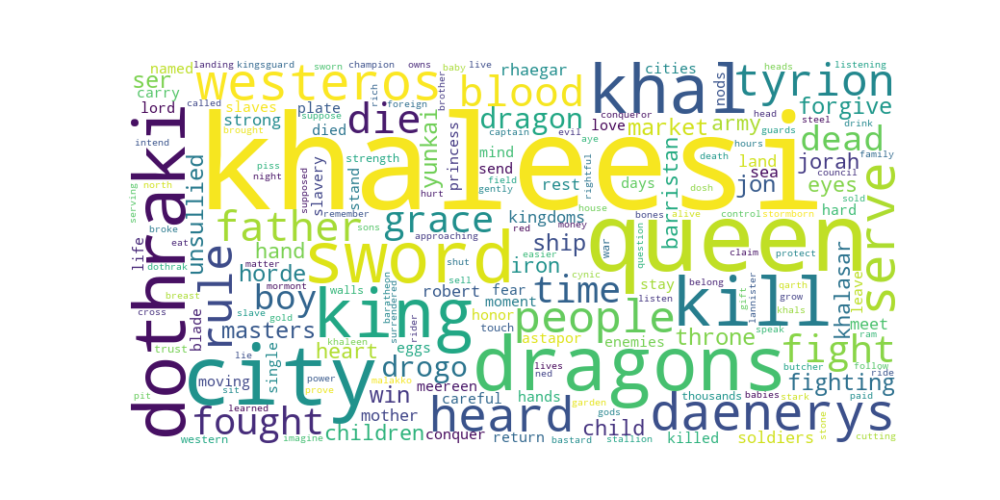 landing kingsguard sworn champion owns baby live heads listening
named westeros rhaegar cities nods tyrion
ser blood khal
carry forgive
lord called rich foreign brother
slaves plate die dragon love market army conqueror head steel drink
intend suppose evil guards
strong died captain aye dead
brought khaleesi yunkai princess mind death hours family
dothraki piss strength send field rest days barristan land jorah council
north night slavery stand gently rightful sea
unsullied supposed hurt jon eyes sold
serving remember bones dosh alive control stormborn
father sons grace house kingdoms hard serve
broke approaching red money war question claim protect
life hand ship queen
eat sword shut khalasar
dothrak matter horde iron easier stay belong qarth leave
mormont walls baratheon surrendered robert fear time cynic listen gift lannister grow meet
breast rule boy sell moment kill khals
cross gold king rider honor people speak ram
blade slave touch astapor enemies throne butcher follow
masters khaleen
trust lie heart fight
single eggs drogo dragons lives ride
moving city power malakko ned thousands babies stark paid fighting
pit sit prove win meereen hands
careful garden daenerys
fought learned mother heard child gods stone
children conquer return bastard stallion killed soldiers
western imagine cutting